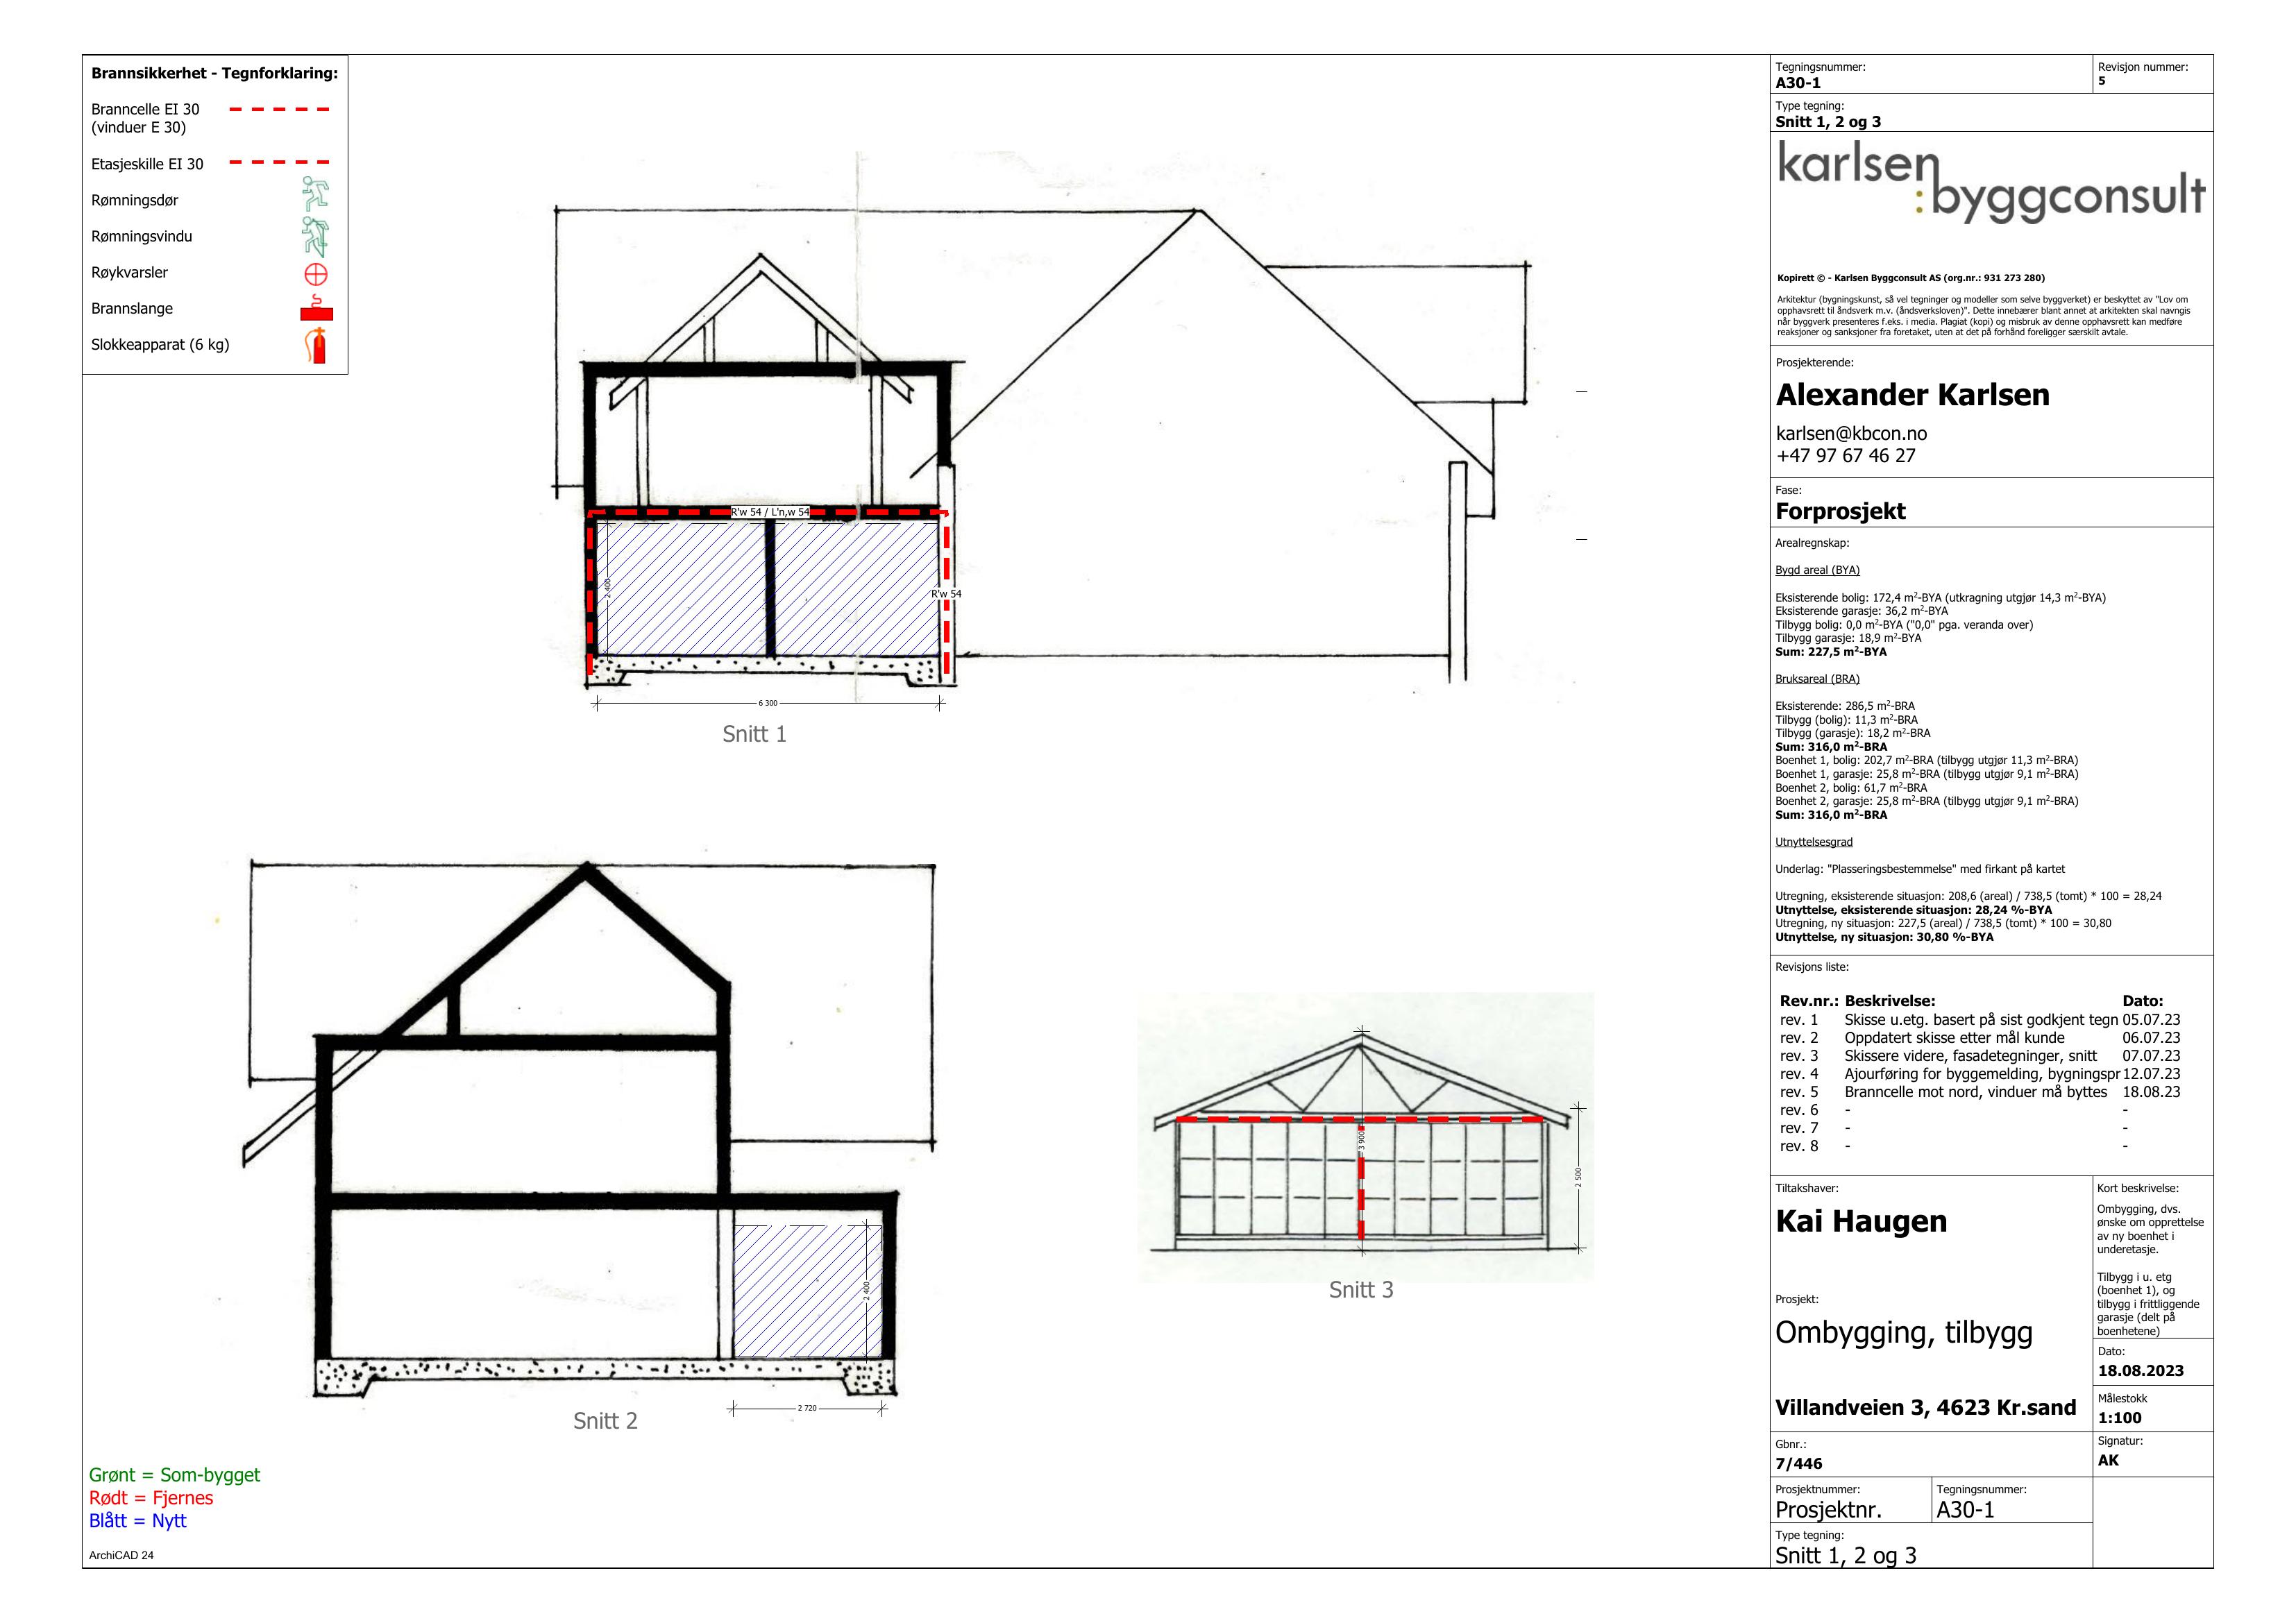 Brannsikkerhet - Tegnforklaring:
Branncelle EI 30
(vinduer E 30)
Etasjeskille EI 30
Rømningsdør
Rømningsvindu
Røykvarsler
Brannslange
Slokkeapparat (6 kg)
R'w 54 / L'n,w 54
2 400
R'w 54
6 300
Snitt 1
2 400
2 720
Snitt 2
3 900
2 500
Snitt 3
Grønt = Som-bygget
Rødt = Fjernes
Blått = Nytt
ArchiCAD 24
Tegningsnummer:
A30-1
Revisjon nummer:
5
Type tegning:
Snitt 1, 2 og 3
karlsen
:byggconsult
Kopirett © - Karlsen Byggconsult AS (org.nr.: 931 273 280)
Arkitektur (bygningskunst, så vel tegninger og modeller som selve byggverket) er beskyttet av "Lov om
opphavsrett til åndsverk m.v. (åndsverksloven)". Dette innebærer blant annet at arkitekten skal navngis
når byggverk presenteres f.eks. i media. Plagiat (kopi) og misbruk av denne opphavsrett kan medføre
reaksjoner og sanksjoner fra foretaket, uten at det på forhånd foreligger særskilt avtale.
Prosjekterende:
Alexander Karlsen
karlsen@kbcon.no
+47 97 67 46 27
Fase:
Forprosjekt
Arealregnskap:
Bygd areal (BYA)
Eksisterende bolig: 172,4 m²-BYA (utkragning utgjør 14,3 m²-BYA)
Eksisterende garasje: 36,2 m²-BYA
Tilbygg bolig: 0,0 m²-BYA ("0,0" pga. veranda over)
Tilbygg garasje: 18,9 m²-BYA
Sum: 227,5 m²-BYA
Bruksareal (BRA)
Eksisterende: 286,5 m²-BRA
Tilbygg (bolig): 11,3 m²-BRA
Tilbygg (garasje): 18,2 m²-BRA
Sum: 316,0 m²-BRA
Boenhet 1, bolig: 202,7 m²-BRA (tilbygg utgjør 11,3 m²-BRA)
Boenhet 1, garasje: 25,8 m²-BRA (tilbygg utgjør 9,1 m²-BRA)
Boenhet 2, bolig: 61,7 m²-BRA
Boenhet 2, garasje: 25,8 m²-BRA (tilbygg utgjør 9,1 m²-BRA)
Sum: 316,0 m²-BRA
Utnyttelsesgrad
Underlag: "Plasseringsbestemmelse" med firkant på kartet
Utregning, eksisterende situasjon: 208,6 (areal) / 738,5 (tomt) * 100 = 28,24
Utnyttelse, eksisterende situasjon: 28,24 %-BYA
Utregning, ny situasjon: 227,5 (areal) / 738,5 (tomt) * 100 = 30,80
Utnyttelse, ny situasjon: 30,80 %-BYA
Revisjons liste:
Rev.nr.: Beskrivelse: Dato:
rev. 1 Skisse u.etg. basert på sist godkjent tegn 05.07.23
rev. 2 Oppdatert skisse etter mål kunde 06.07.23
rev. 3 Skissere videre, fasadetegninger, snitt 07.07.23
rev. 4 Ajourføring for byggemelding, bygningspr 12.07.23
rev. 5 Branncelle mot nord, vinduer må byttes 18.08.23
rev. 6 - -
rev. 7 - -
rev. 8 - -
Tiltakshaver:
Kai Haugen
Prosjekt:
Ombygging, tilbygg
Villandveien 3, 4623 Kr.sand
Kort beskrivelse:
Ombygging, dvs.
ønske om opprettelse
av ny boenhet i
underetasje.
Tilbygg i u. etg
(boenhet 1), og
tilbygg i frittliggende
garasje (delt på
boenhetene)
Dato:
18.08.2023
Målestokk
1:100
Gbnr.:
7/446
Signatur:
AK
Prosjektnummer:
Prosjektnr.
Tegningsnummer:
A30-1
Type tegning:
Snitt 1, 2 og 3